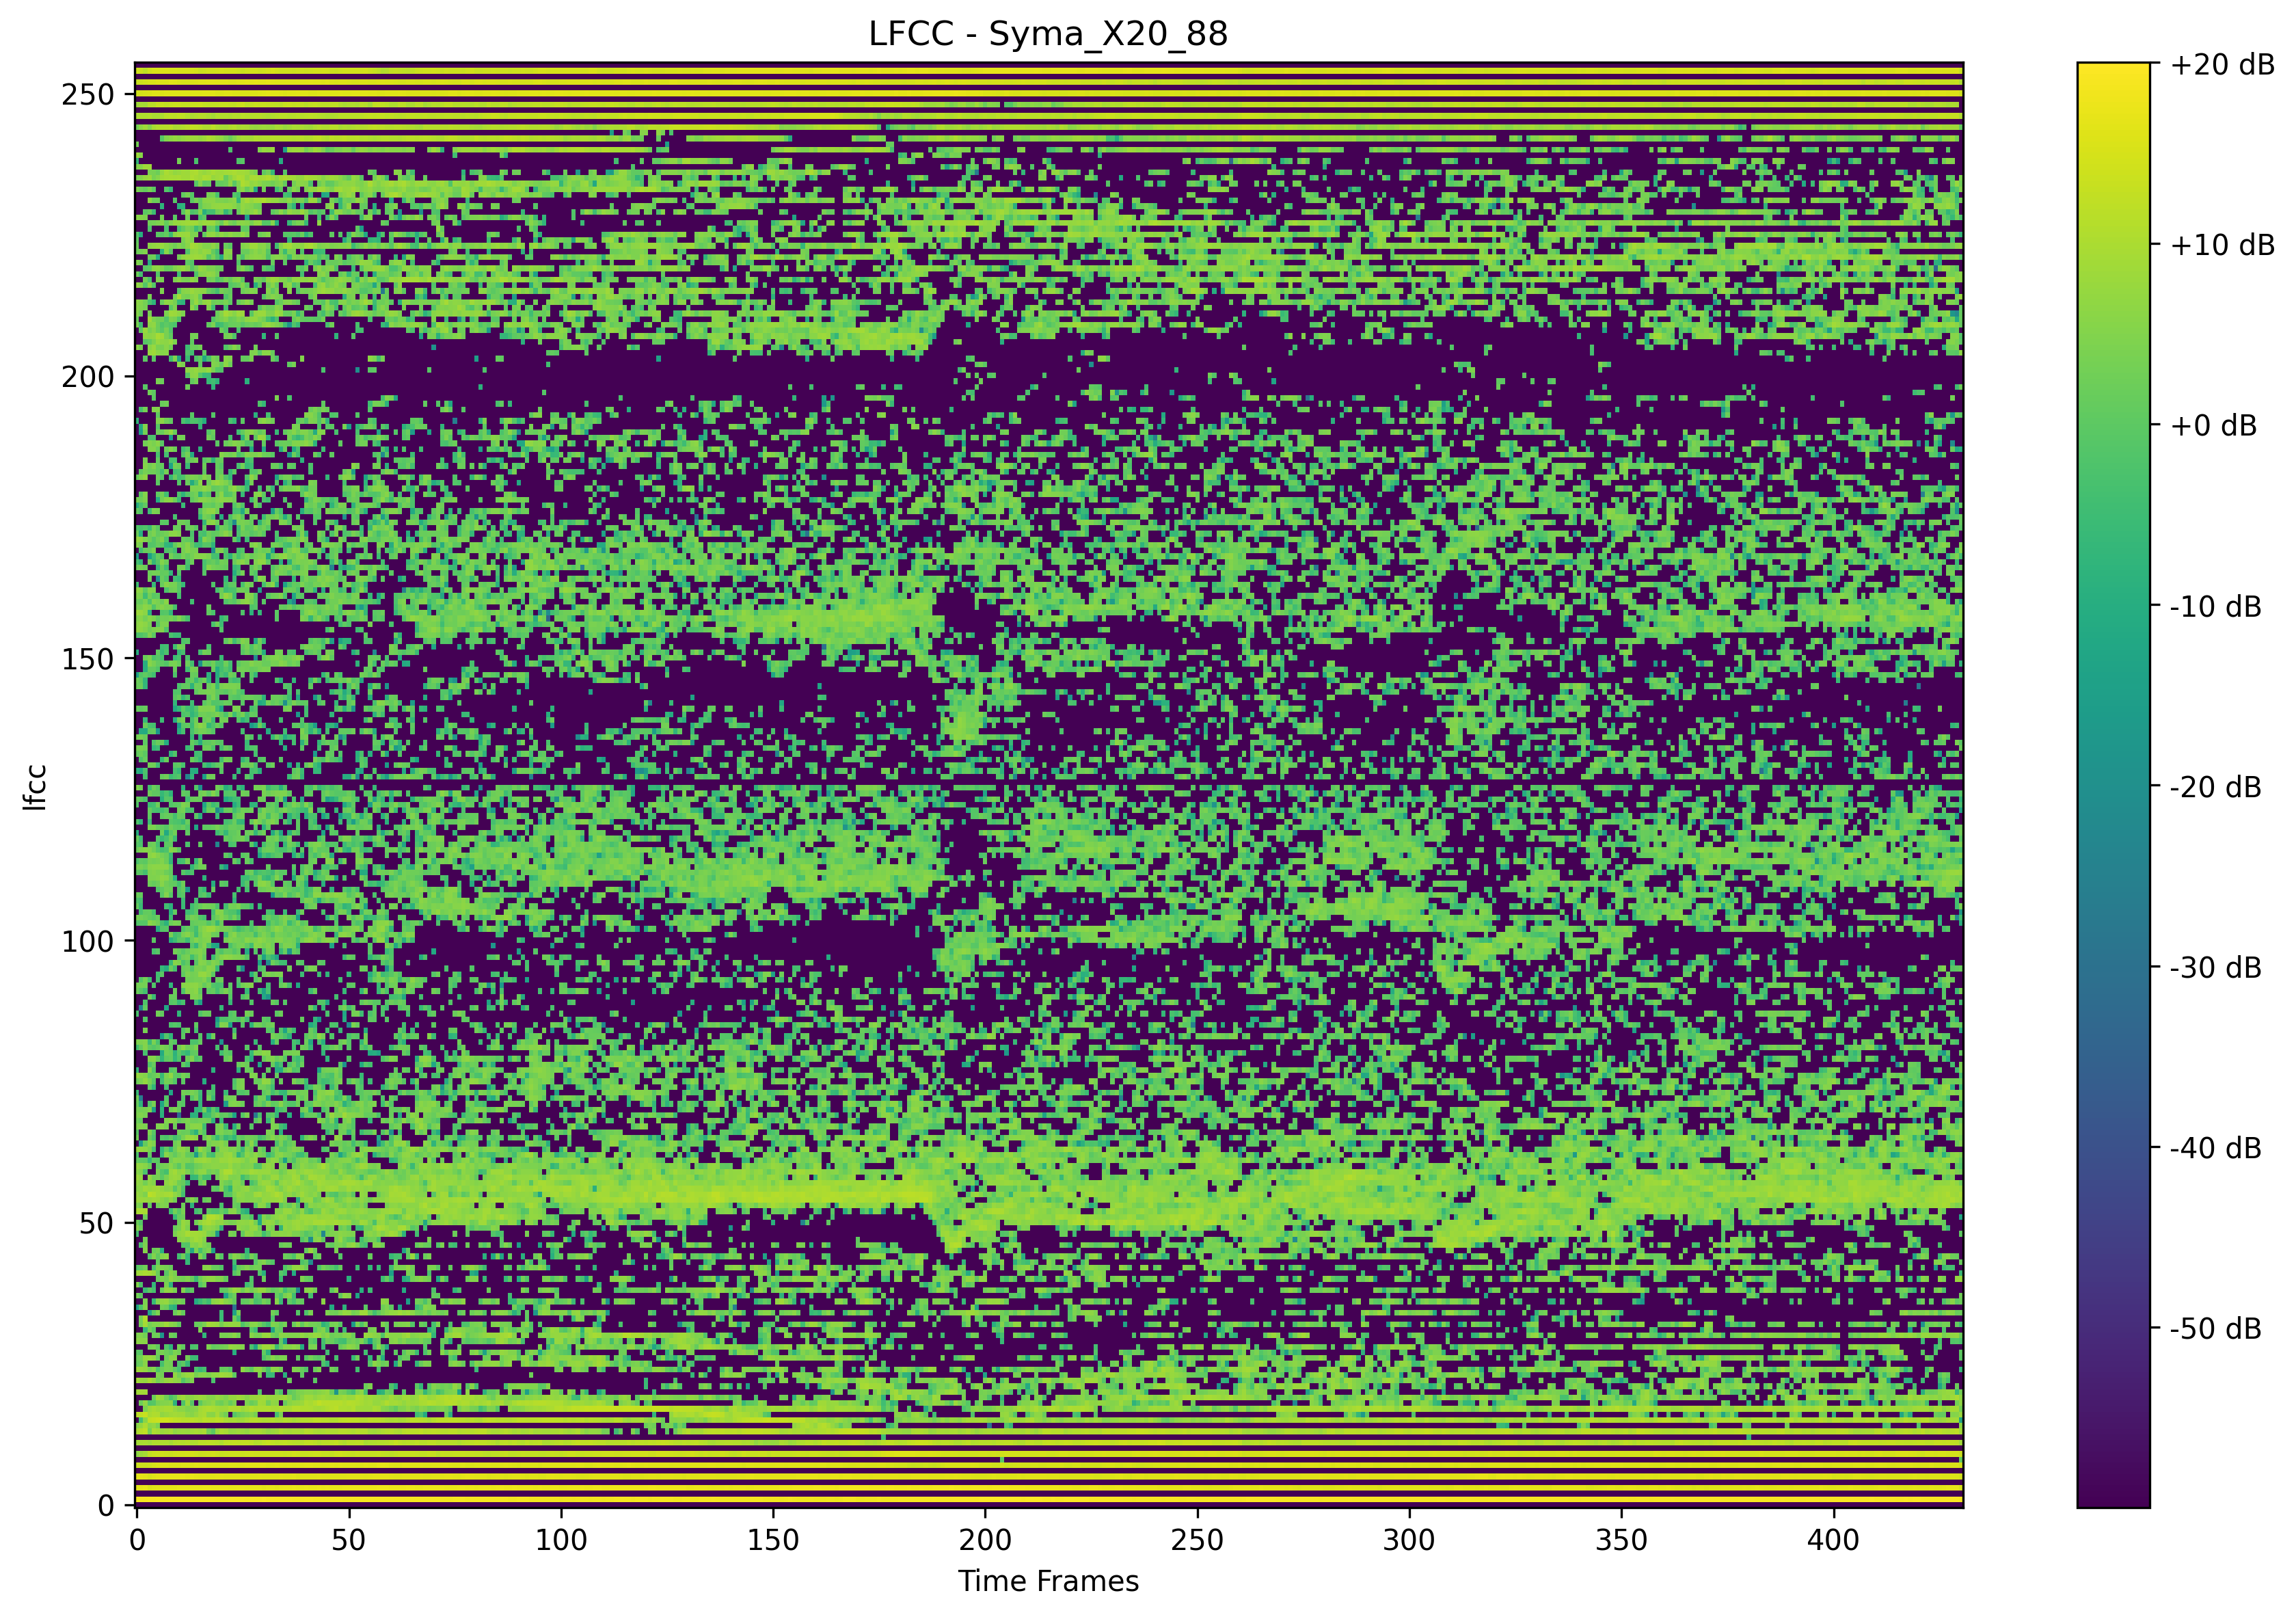 LFCC - Syma_X20_88
250
200
150
100
50
0
lfcc
0 50 100 150 200 250 300 350 400
Time Frames
+20 dB
+10 dB
+0 dB
-10 dB
-20 dB
-30 dB
-40 dB
-50 dB